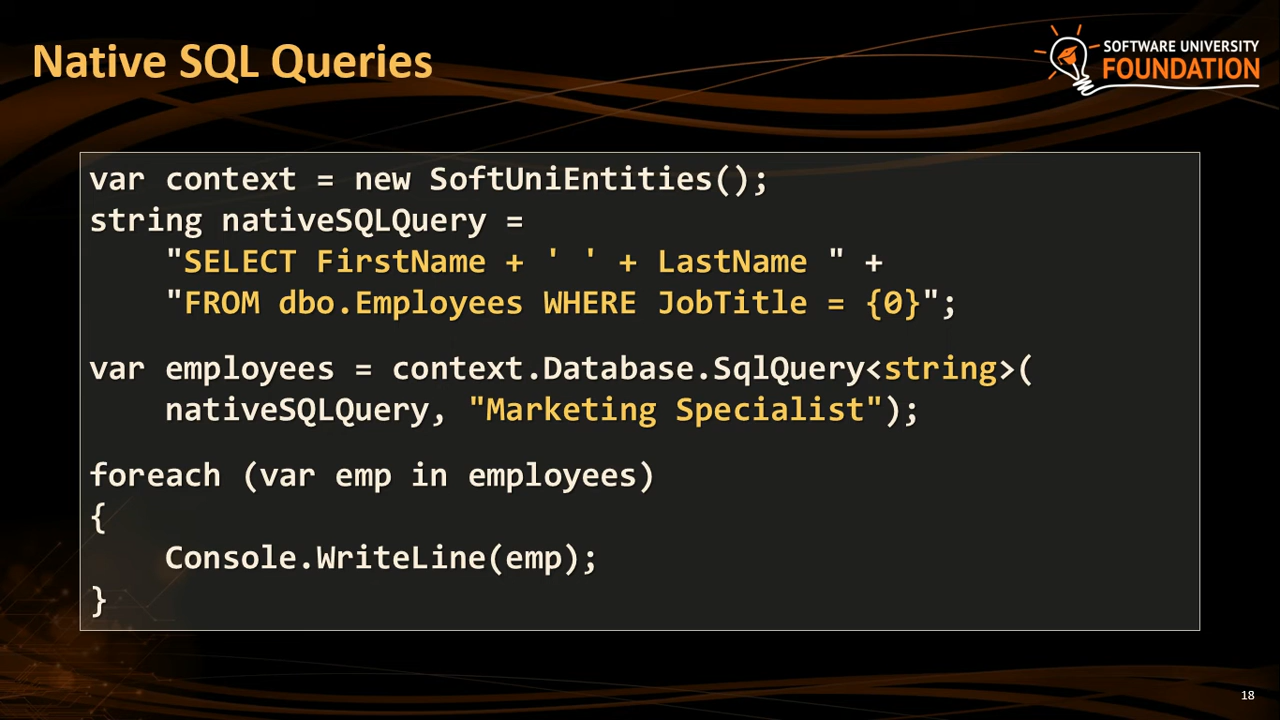 Native SQL Queries
SOFTWARE UNIVERSITY
FOUNDATION
var context = new SoftUniEntities();
string nativeSQLQuery =
    "SELECT FirstName + ' ' + LastName " +
    "FROM dbo.Employees WHERE JobTitle = {0}";
var employees = context.Database.SqlQuery<string>(
    nativeSQLQuery, "Marketing Specialist");
foreach (var emp in employees)
{
    Console.WriteLine(emp);
}
18